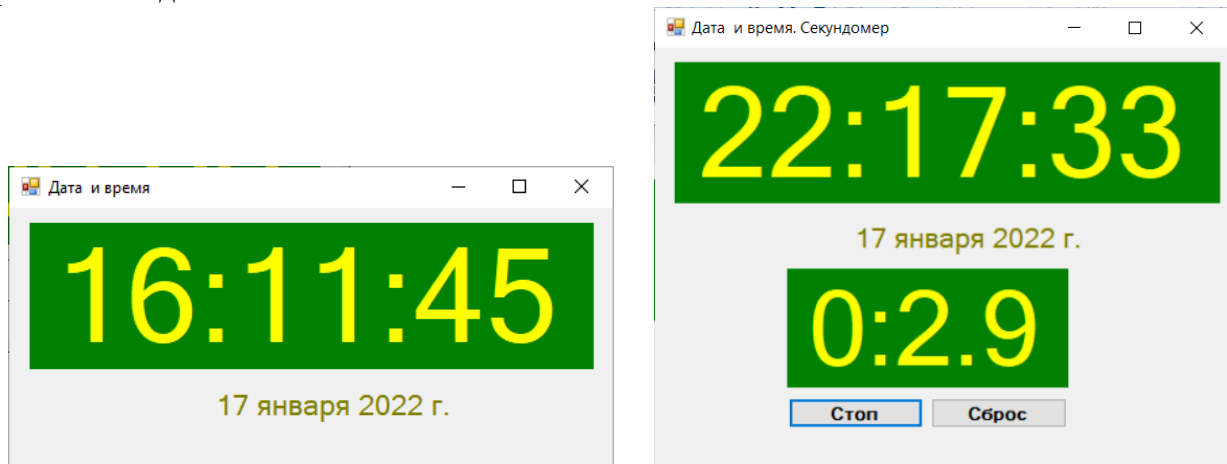 Дата и время
16:11:45
17 января 2022 г.
Дата и время. Секундомер
22:17:33
17 января 2022 г.
0:2.9
Стоп
Сброс